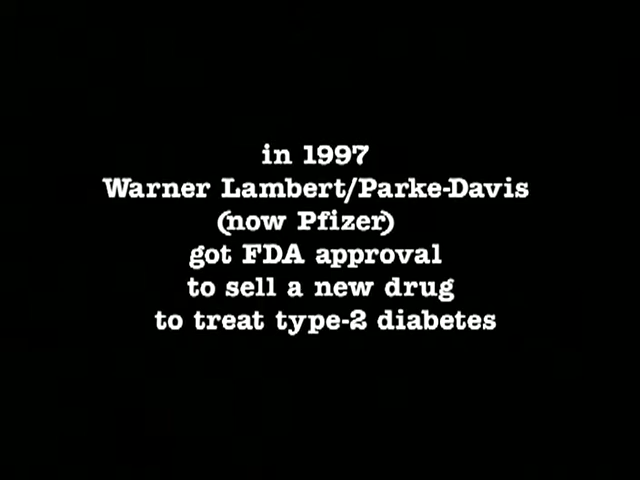 in 1997
Warner Lambert/Parke-Davis
(now Pfizer)
got FDA approval
to sell a new drug
to treat type-2 diabetes